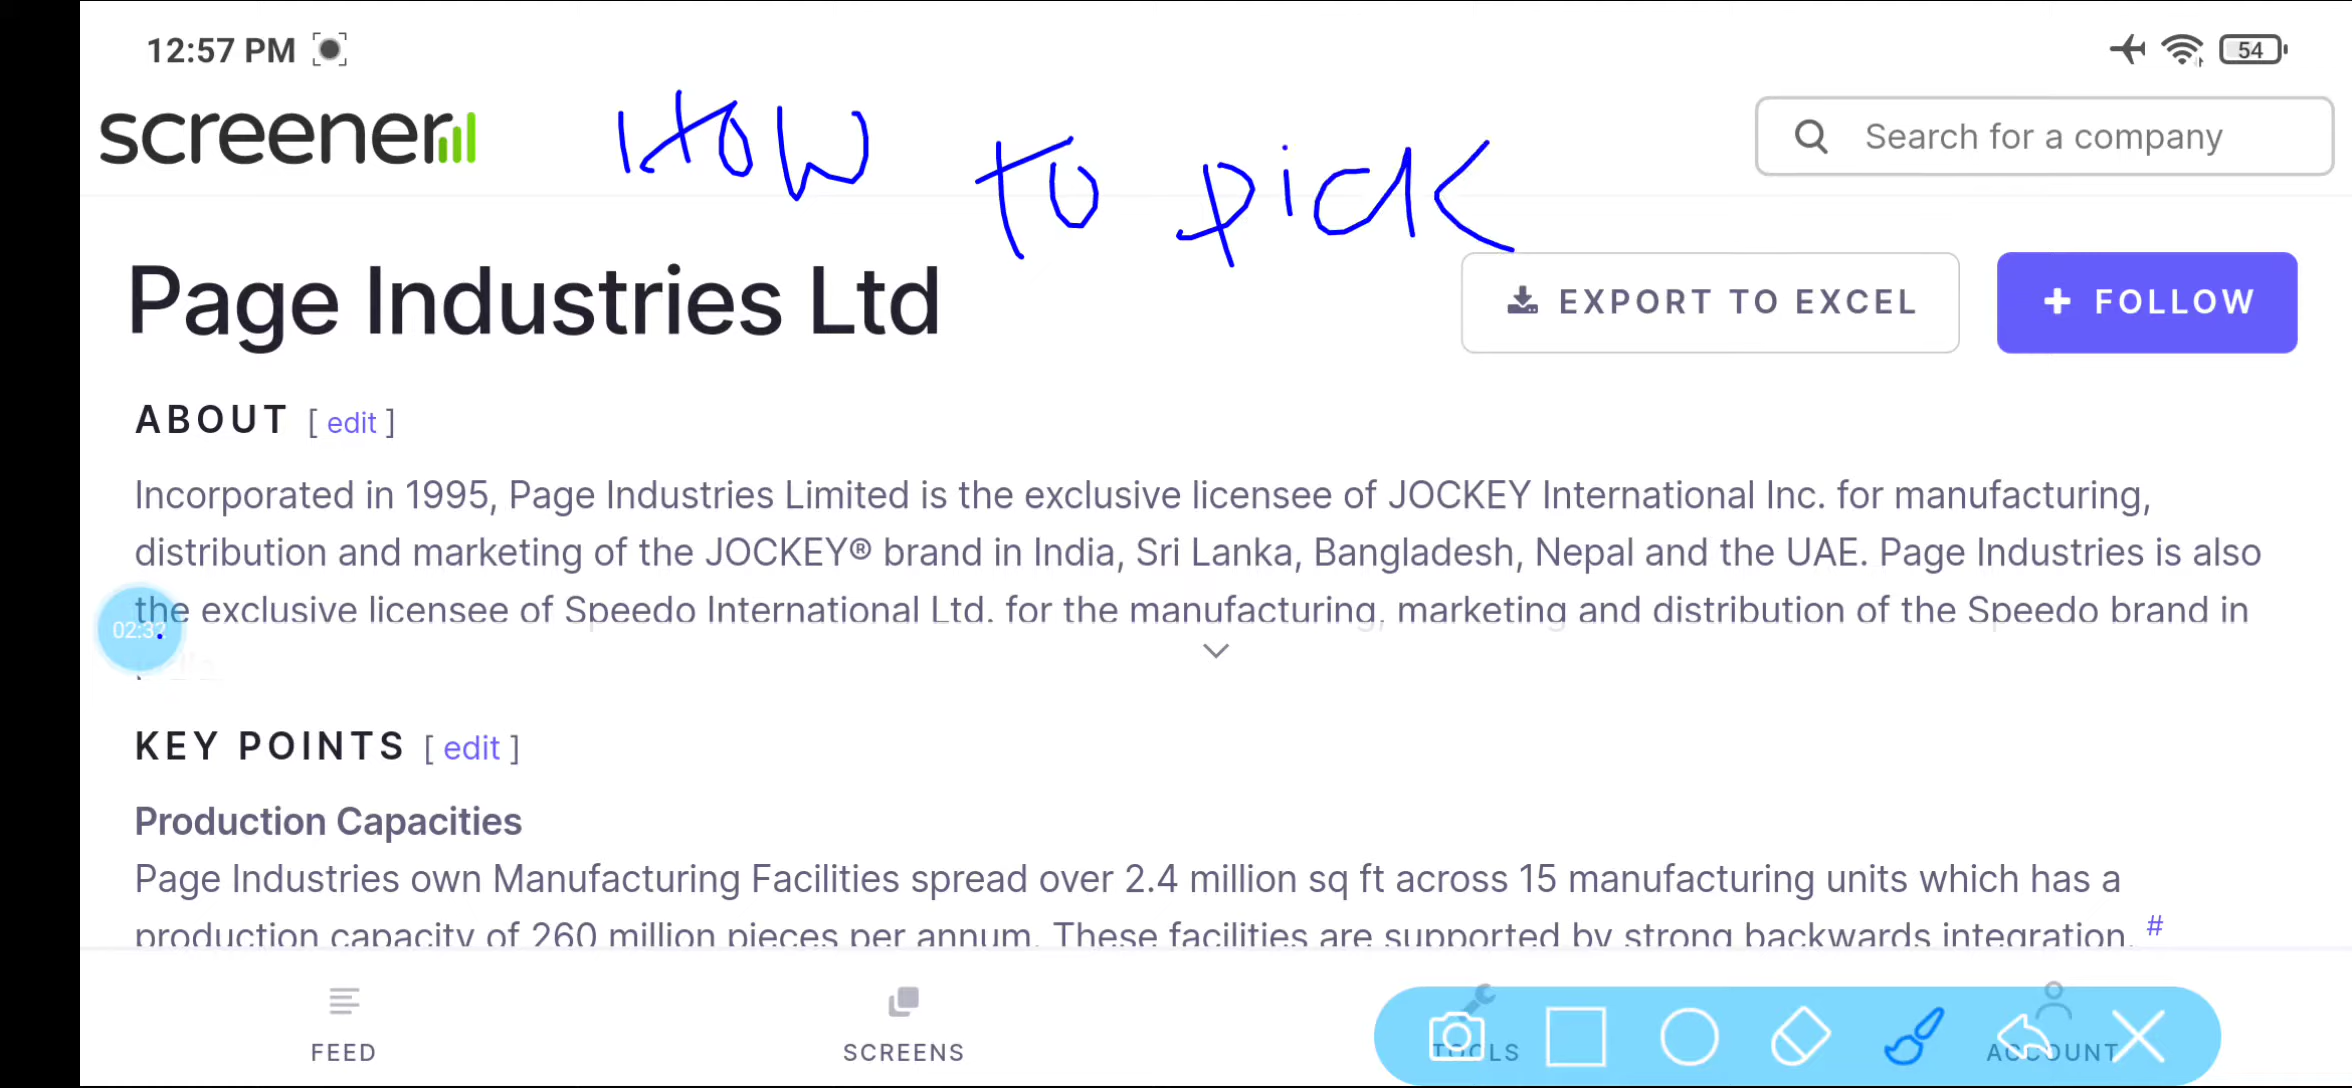 12:57 PM
54
screener
HOW TO pick
Search for a company
Page Industries Ltd
EXPORT TO EXCEL
+ FOLLOW
ABOUT [ edit ]
Incorporated in 1995, Page Industries Limited is the exclusive licensee of JOCKEY International Inc. for manufacturing,
distribution and marketing of the JOCKEY® brand in India, Sri Lanka, Bangladesh, Nepal and the UAE. Page Industries is also
the exclusive licensee of Speedo International Ltd. for the manufacturing, marketing and distribution of the Speedo brand in
KEY POINTS [ edit ]
Production Capacities
Page Industries own Manufacturing Facilities spread over 2.4 million sq ft across 15 manufacturing units which has a
production capacity of 260 million pieces per annum. These facilities are supported by strong backwards integration. #
FEED
SCREENS
TOOLS
ACCOUNT